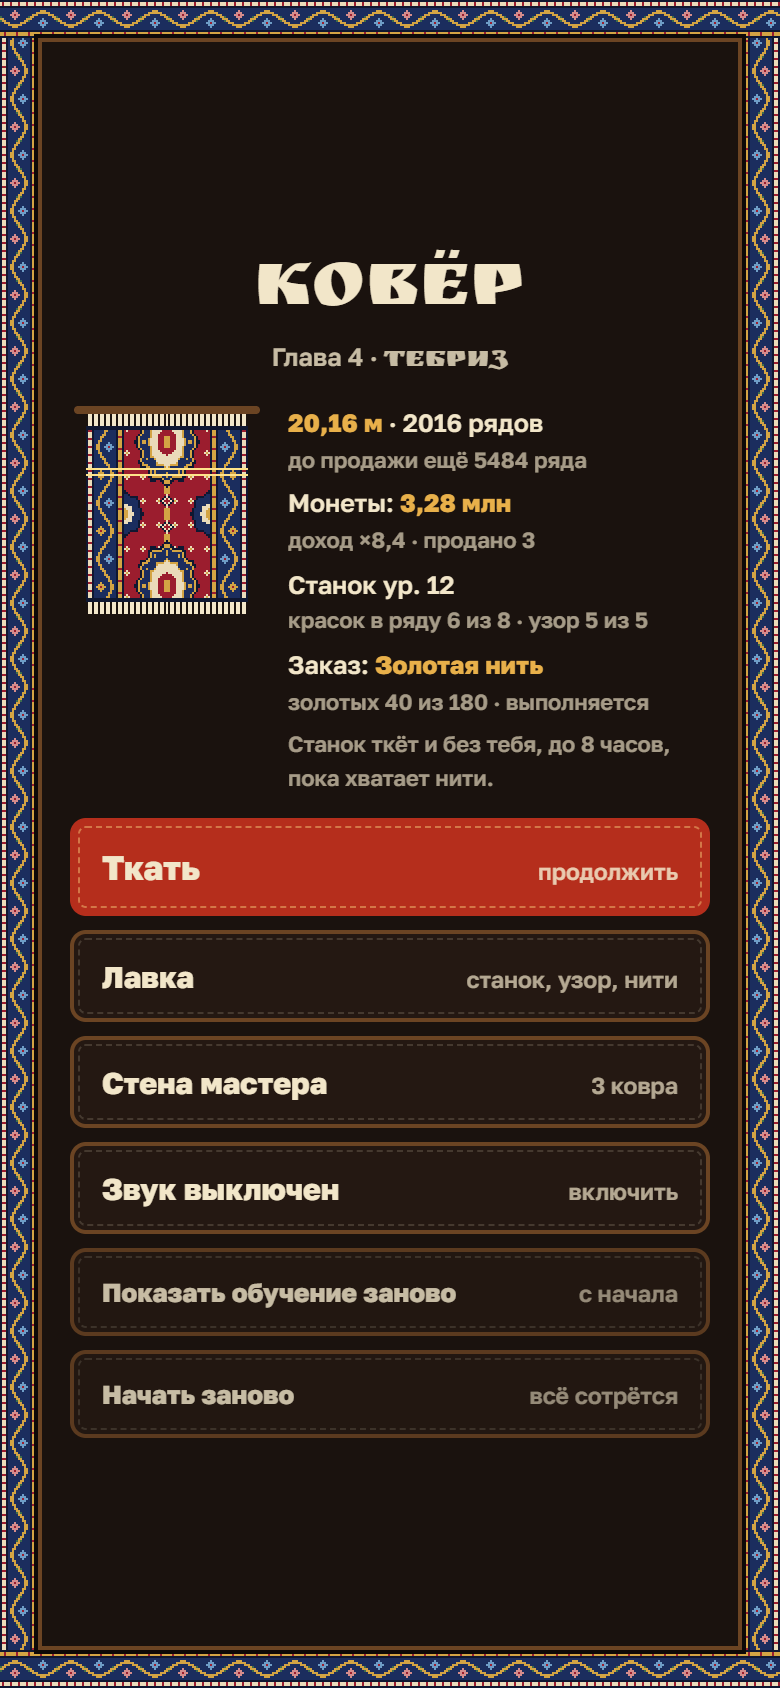 КОВЁР
Глава 4 · ТЕБРИЗ
20,16 м · 2016 рядов
до продажи ещё 5484 ряда
Монеты: 3,28 млн
доход ×8,4 · продано 3
Станок ур. 12
красок в ряду 6 из 8 · узор 5 из 5
Заказ: Золотая нить
золотых 40 из 180 · выполняется
Станок ткёт и без тебя, до 8 часов,
пока хватает нити.
Ткать продолжить
Лавка станок, узор, нити
Стена мастера 3 ковра
Звук выключен включить
Показать обучение заново с начала
Начать заново всё сотрётся